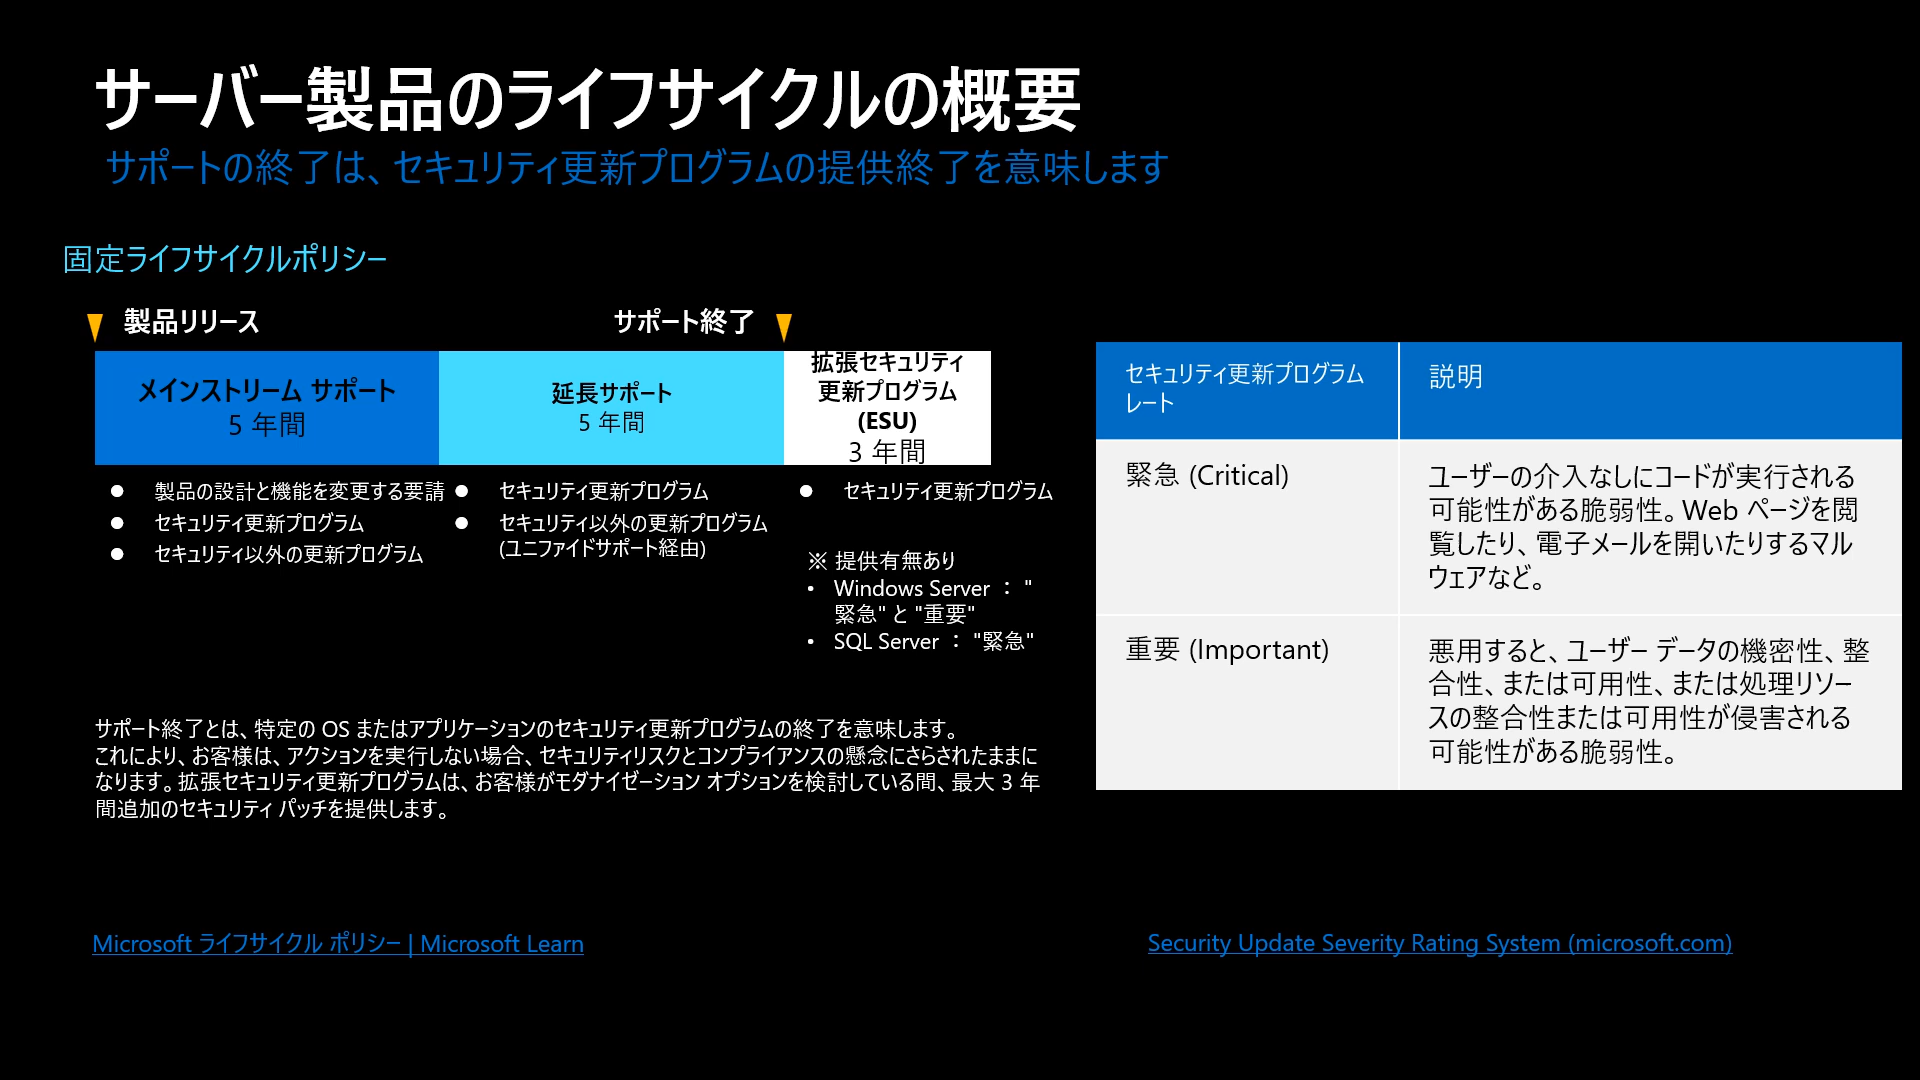 サーバー製品のライフサイクルの概要
サポートの終了は、セキュリティ更新プログラムの提供終了を意味します
固定ライフサイクルポリシー
製品リリース
サポート終了
メインストリーム サポート
5 年間
延長サポート
5 年間
拡張セキュリティ
更新プログラム
(ESU)
3 年間
● 製品の設計と機能を変更する要請
● セキュリティ更新プログラム
● セキュリティ以外の更新プログラム
● セキュリティ更新プログラム
● セキュリティ以外の更新プログラム
(ユニファイドサポート経由)
● セキュリティ更新プログラム
※ 提供有無あり
• Windows Server ： "
緊急" と "重要"
• SQL Server ： "緊急"
サポート終了とは、特定の OS またはアプリケーションのセキュリティ更新プログラムの終了を意味します。
これにより、お客様は、アクションを実行しない場合、セキュリティリスクとコンプライアンスの懸念にさらされたままに
なります。拡張セキュリティ更新プログラムは、お客様がモダナイゼーション オプションを検討している間、最大 3 年
間追加のセキュリティ パッチを提供します。
セキュリティ更新プログラム
レート
説明
緊急 (Critical)
ユーザーの介入なしにコードが実行される
可能性がある脆弱性。Web ページを閲
覧したり、電子メールを開いたりするマル
ウェアなど。
重要 (Important)
悪用すると、ユーザー データの機密性、整
合性、または可用性、または処理リソー
スの整合性または可用性が侵害される
可能性がある脆弱性。
Microsoft ライフサイクル ポリシー | Microsoft Learn
Security Update Severity Rating System (microsoft.com)